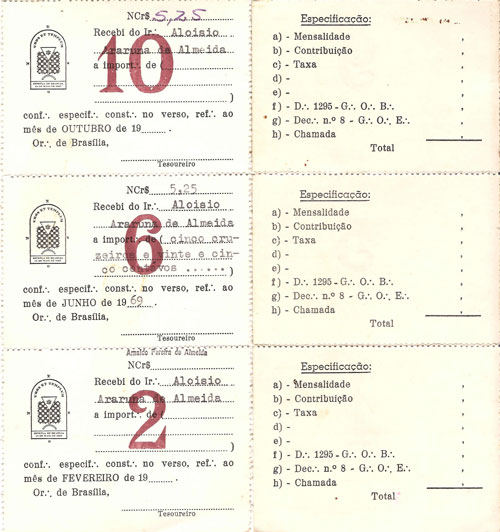 NCr$ 5,25
Recebi do Ir∴ Aloisio
Araruna de Almeida
a import∴ de (
)
10
conf∴ especif∴ const∴ no verso, ref∴ ao
mês de OUTUBRO de 19 .
Or∴ de Brasília,
Tesoureiro
Especificação:
a) - Mensalidade ,
b) - Contribuição ,
c) - Taxa ,
d) - ,
e) - ,
f) - D∴ 1295 - G∴ O∴ B∴ ,
g) - Dec∴ n.º 8 - G∴ O∴ E∴ ,
h) - Chamada ,
Total ,
NCr$ 5,25
Recebi do Ir∴ Aloisio
Araruna de Almeida
a import∴ de ( cinco cru-
zeiros e vinte e cin-
co centavos ...... )
6
conf∴ especif∴ const∴ no verso, ref∴ ao
mês de JUNHO de 19 69 .
Or∴ de Brasília,
Tesoureiro
Especificação:
a) - Mensalidade ,
b) - Contribuição ,
c) - Taxa ,
d) - ,
e) - ,
f) - D∴ 1295 - G∴ O∴ B∴ ,
g) - Dec∴ n.º 8 - G∴ O∴ E∴ ,
h) - Chamada ,
Total ,
Arnaldo Pereira de Almeida
NCr$
Recebi do Ir∴ Aloisio
Araruna de Almeida
a import∴ de (
)
2
conf∴ especif∴ const∴ no verso, ref∴ ao
mês de FEVEREIRO de 19 .
Or∴ de Brasília,
Tesoureiro
Especificação:
a) - Mensalidade ,
b) - Contribuição ,
c) - Taxa ,
d) - ,
e) - ,
f) - D∴ 1295 - G∴ O∴ B∴ ,
g) - Dec∴ n.º 8 - G∴ O∴ E∴ ,
h) - Chamada ,
Total ,